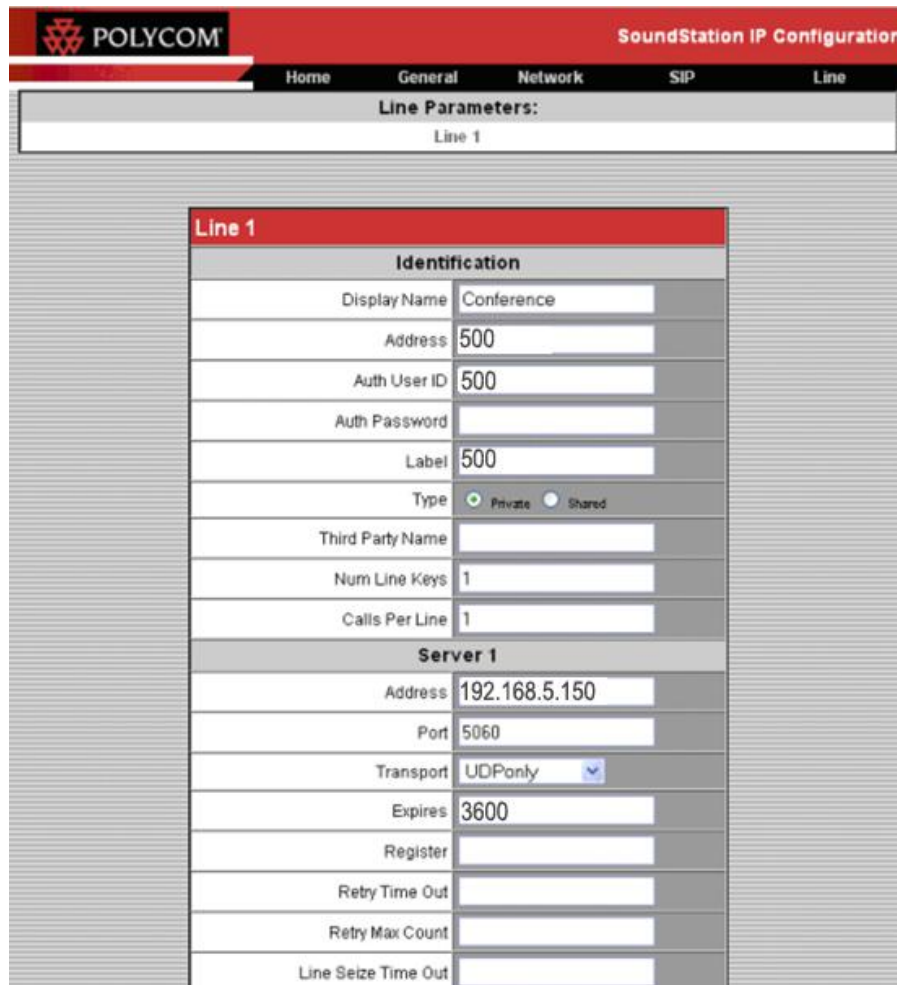 POLYCOM
SoundStation IP Configuration
Home General Network SIP Line
Line Parameters:
Line 1
Line 1
Identification
Display Name Conference
Address 500
Auth User ID 500
Auth Password
Label 500
Type Private Shared
Third Party Name
Num Line Keys 1
Calls Per Line 1
Server 1
Address 192.168.5.150
Port 5060
Transport UDPonly
Expires 3600
Register
Retry Time Out
Retry Max Count
Line Seize Time Out